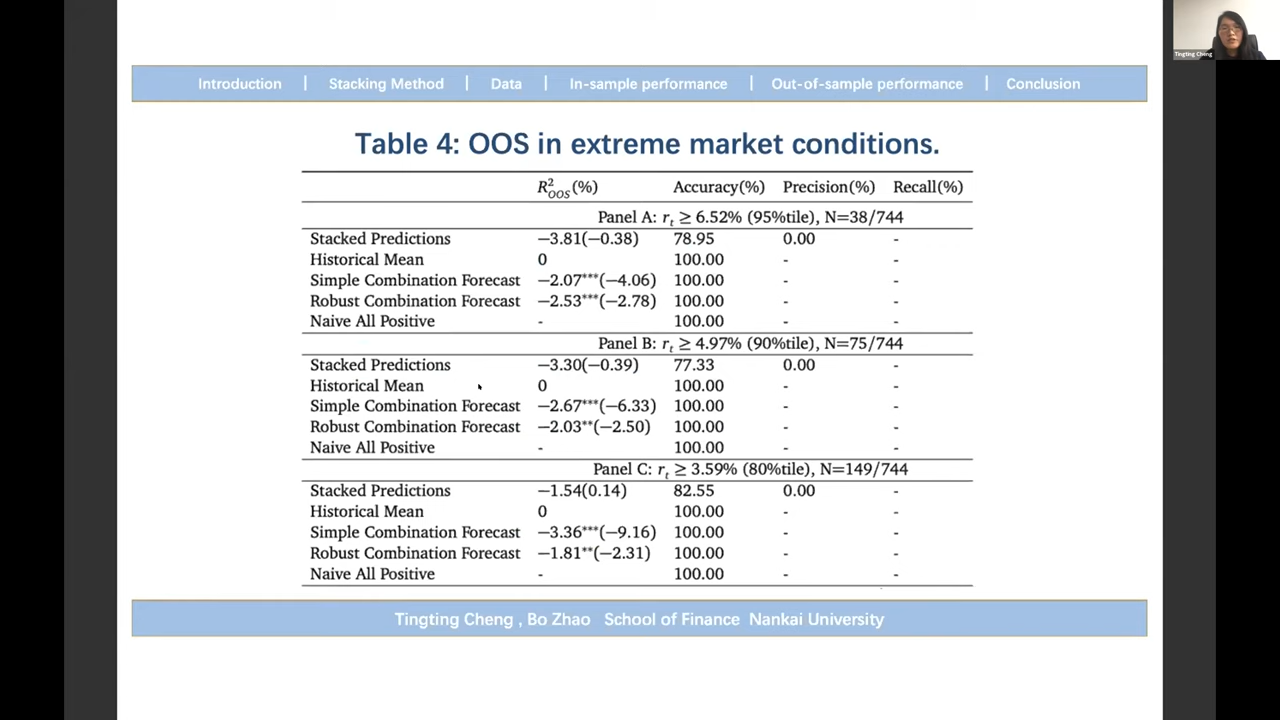 Tingting Cheng
Introduction | Stacking Method | Data | In-sample performance | Out-of-sample performance | Conclusion
Table 4: OOS in extreme market conditions.
R²OOS(%) Accuracy(%) Precision(%) Recall(%)
Panel A: rt ≥ 6.52% (95%tile), N=38/744
Stacked Predictions −3.81(−0.38) 78.95 0.00 -
Historical Mean 0 100.00 - -
Simple Combination Forecast −2.07***(−4.06) 100.00 - -
Robust Combination Forecast −2.53***(−2.78) 100.00 - -
Naive All Positive - 100.00 - -
Panel B: rt ≥ 4.97% (90%tile), N=75/744
Stacked Predictions −3.30(−0.39) 77.33 0.00 -
Historical Mean 0 100.00 - -
Simple Combination Forecast −2.67***(−6.33) 100.00 - -
Robust Combination Forecast −2.03**(−2.50) 100.00 - -
Naive All Positive - 100.00 - -
Panel C: rt ≥ 3.59% (80%tile), N=149/744
Stacked Predictions −1.54(0.14) 82.55 0.00 -
Historical Mean 0 100.00 - -
Simple Combination Forecast −3.36***(−9.16) 100.00 - -
Robust Combination Forecast −1.81**(−2.31) 100.00 - -
Naive All Positive - 100.00 - -
Tingting Cheng , Bo Zhao School of Finance Nankai University